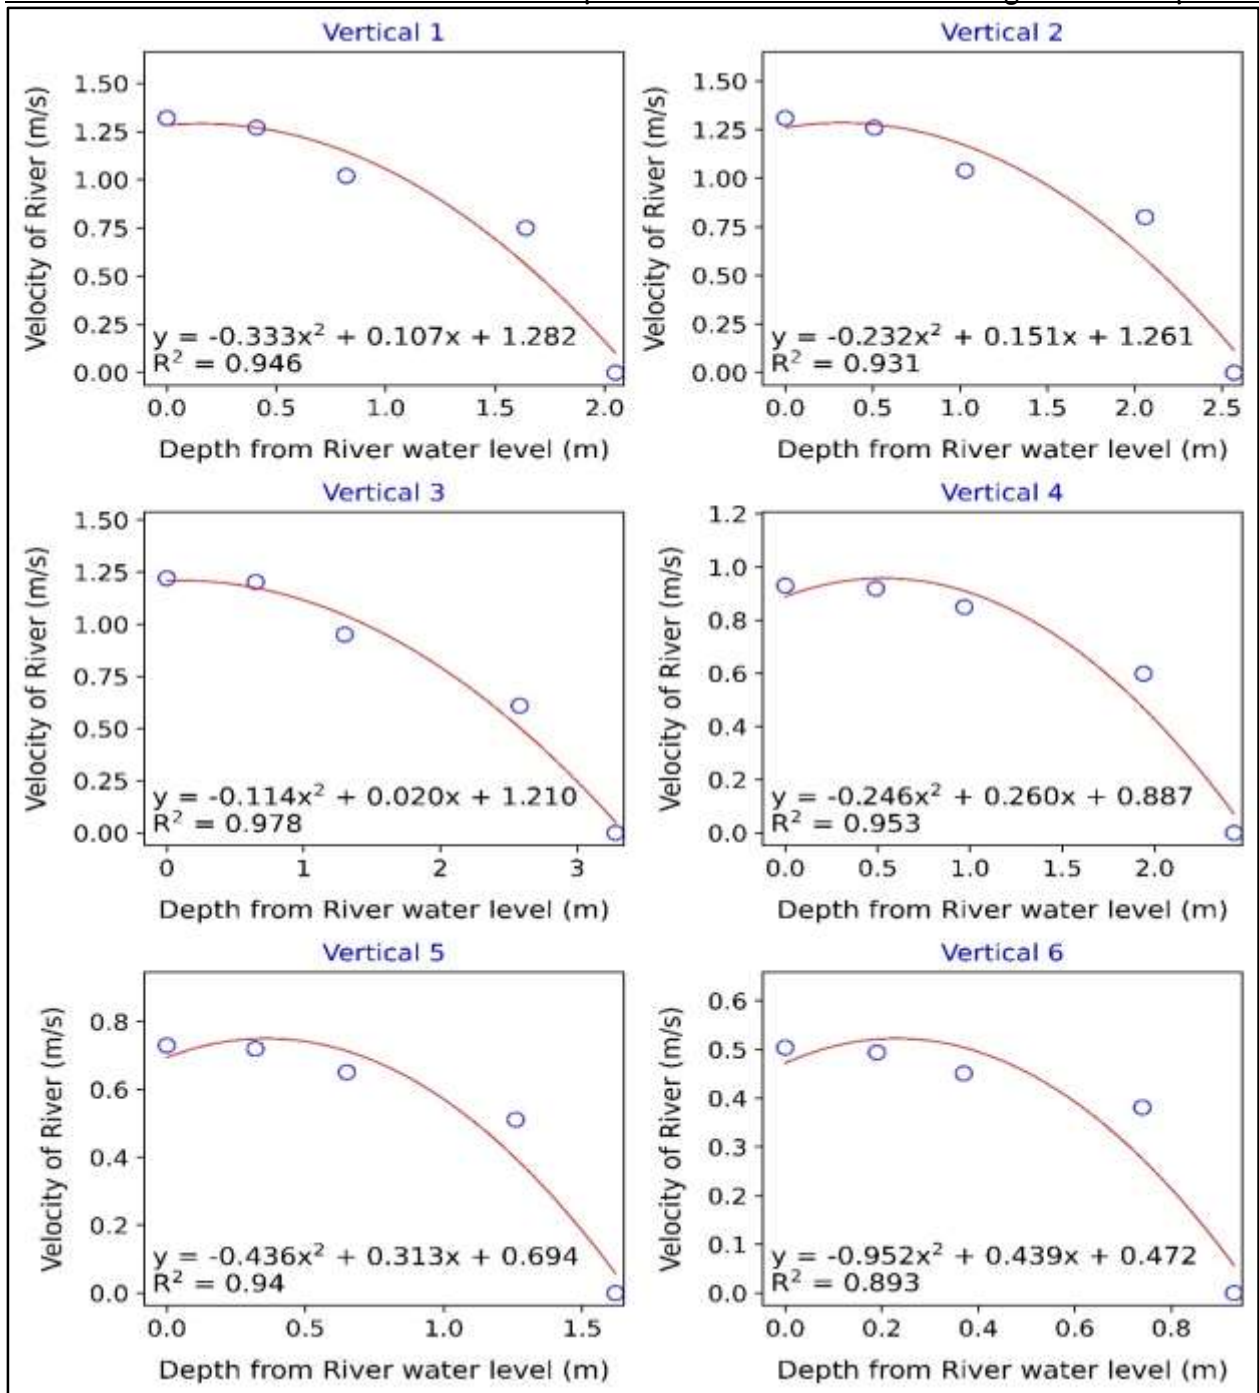 Vertical 1
Velocity of River (m/s)
1.50
1.25
1.00
0.75
0.50
0.25
0.00
y = -0.333x² + 0.107x + 1.282
R² = 0.946
0.0 0.5 1.0 1.5 2.0
Depth from River water level (m)
Vertical 2
Velocity of River (m/s)
1.50
1.25
1.00
0.75
0.50
0.25
0.00
y = -0.232x² + 0.151x + 1.261
R² = 0.931
0.0 0.5 1.0 1.5 2.0 2.5
Depth from River water level (m)
Vertical 3
Velocity of River (m/s)
1.50
1.25
1.00
0.75
0.50
0.25
0.00
y = -0.114x² + 0.020x + 1.210
R² = 0.978
0 1 2 3
Depth from River water level (m)
Vertical 4
Velocity of River (m/s)
1.2
1.0
0.8
0.6
0.4
0.2
0.0
y = -0.246x² + 0.260x + 0.887
R² = 0.953
0.0 0.5 1.0 1.5 2.0
Depth from River water level (m)
Vertical 5
Velocity of River (m/s)
0.8
0.6
0.4
0.2
0.0
y = -0.436x² + 0.313x + 0.694
R² = 0.94
0.0 0.5 1.0 1.5
Depth from River water level (m)
Vertical 6
Velocity of River (m/s)
0.6
0.5
0.4
0.3
0.2
0.1
0.0
y = -0.952x² + 0.439x + 0.472
R² = 0.893
0.0 0.2 0.4 0.6 0.8
Depth from River water level (m)